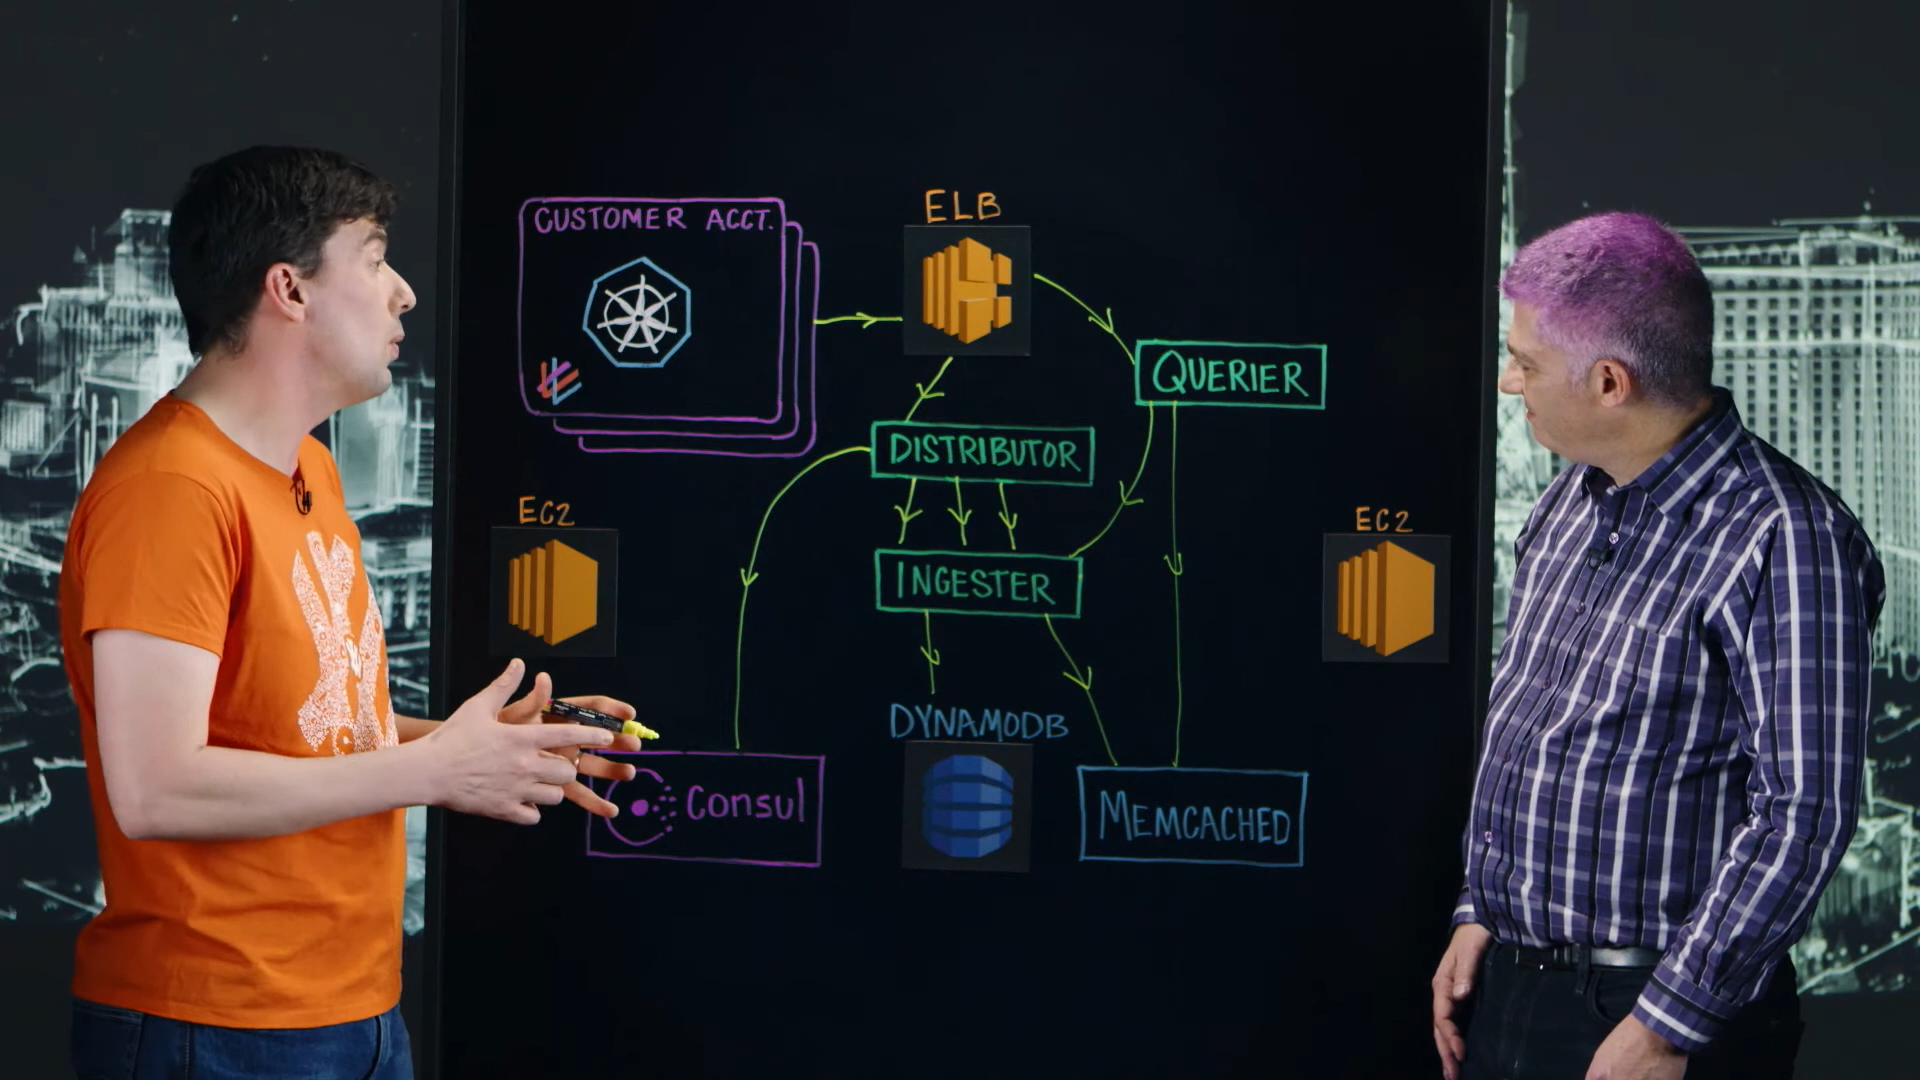 CUSTOMER ACCT.
ELB
QUERIER
DISTRIBUTOR
EC2
EC2
INGESTER
DYNAMODB
Consul
MEMCACHED